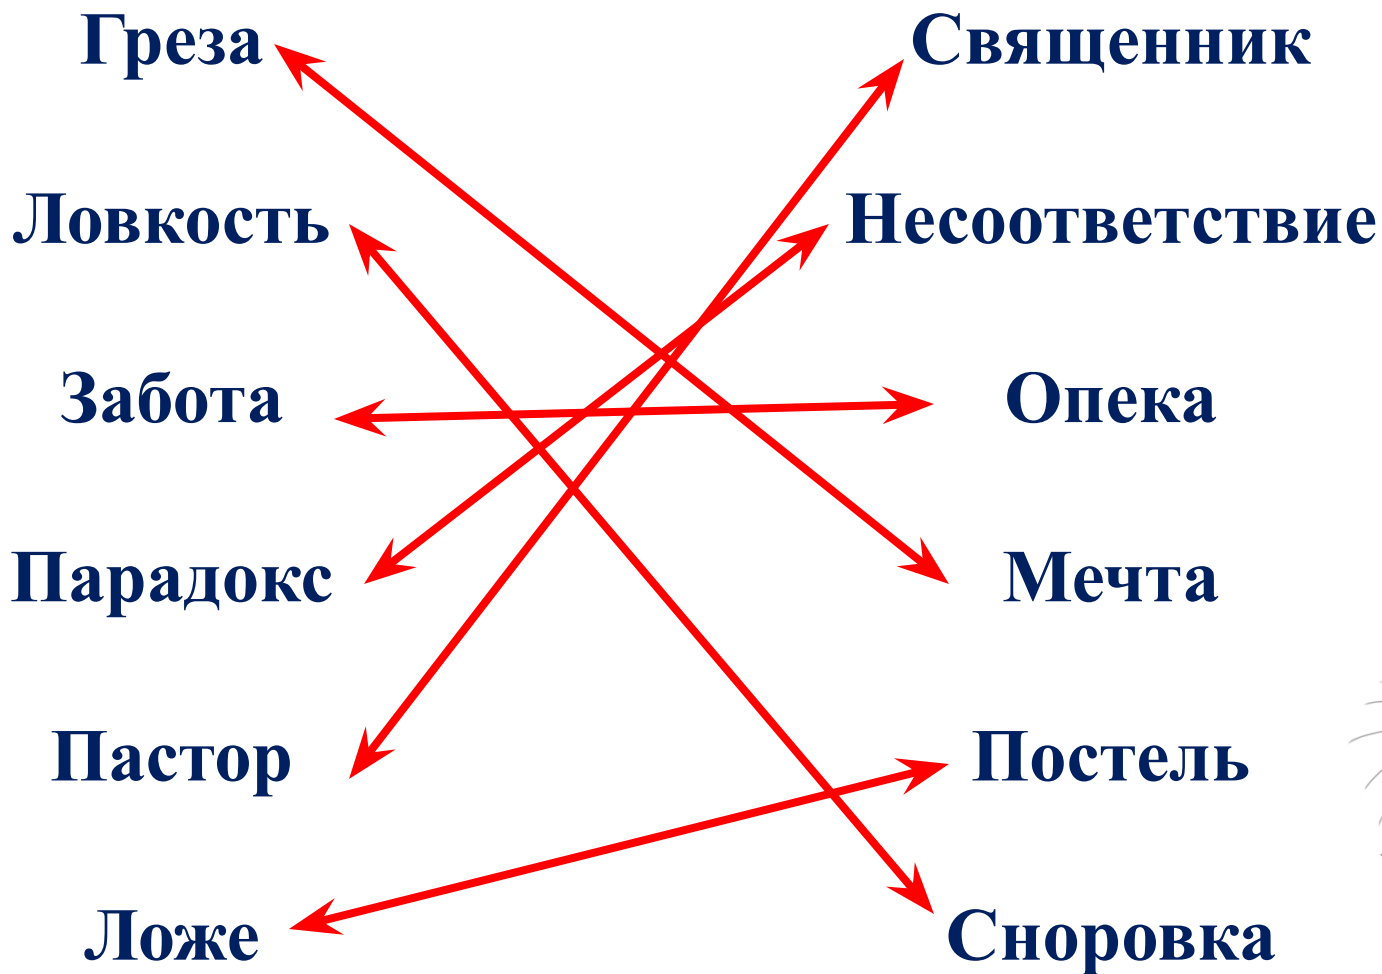 Греза Священник
Ловкость Несоответствие
Забота Опека
Парадокс Мечта
Пастор Постель
Ложе Сноровка